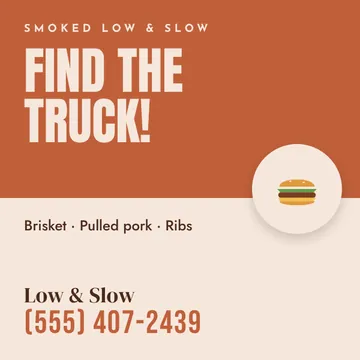 SMOKED LOW & SLOW
FIND THE
TRUCK!
Brisket · Pulled pork · Ribs
Low & Slow
(555) 407-2439